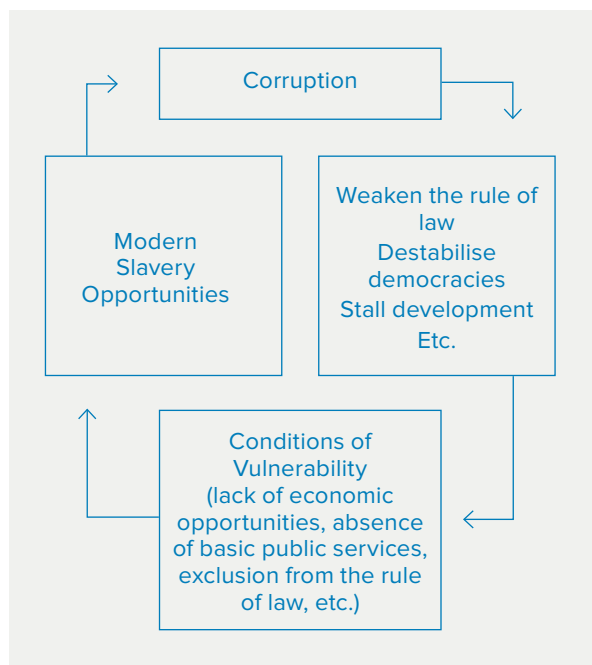 Corruption
Weaken the rule of
law
Destabilise
democracies
Stall development
Etc.
Conditions of
Vulnerability
(lack of economic
opportunities, absence
of basic public services,
exclusion from the rule
of law, etc.)
Modern
Slavery
Opportunities